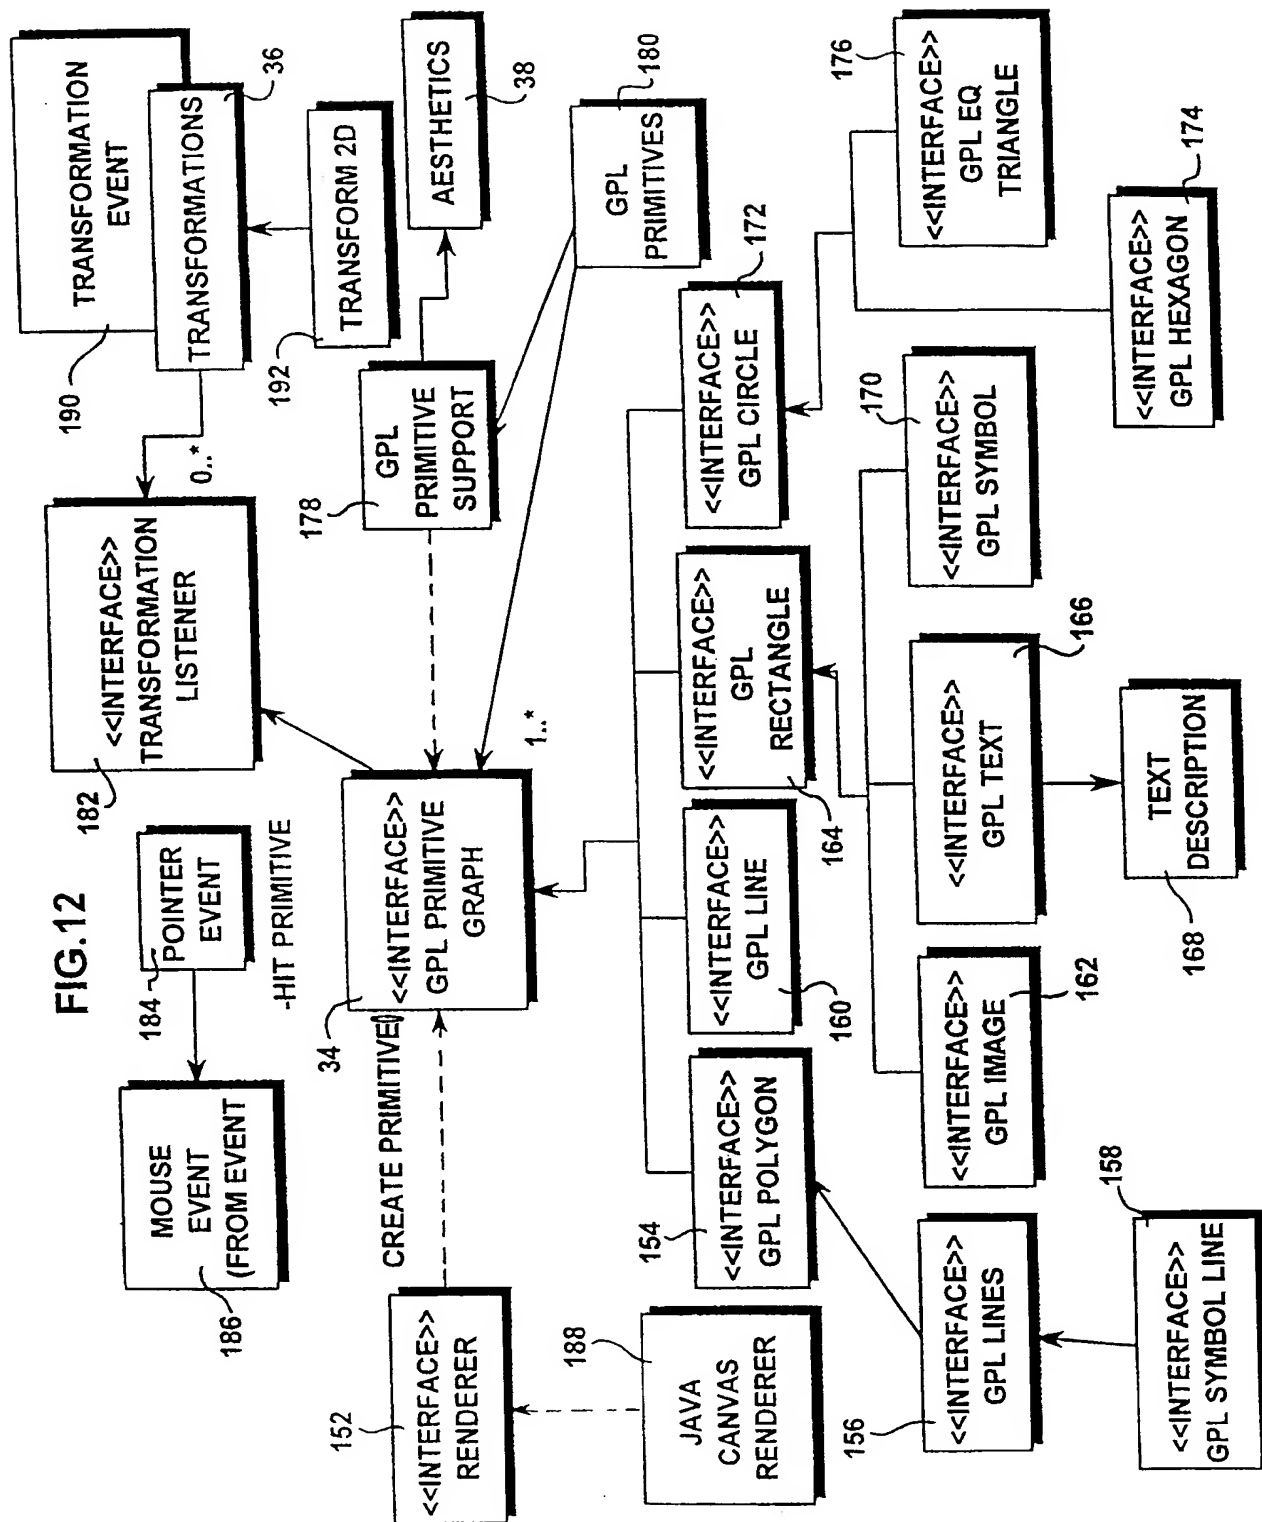 FIG.12
MOUSE
EVENT
(FROM EVENT)
186
POINTER
EVENT
184
-HIT PRIMITIVE
<<INTERFACE>>
TRANSFORMATION
LISTENER
182
0..*
TRANSFORMATION
EVENT
190
TRANSFORMATIONS
36
TRANSFORM 2D
192
<<INTERFACE>>
RENDERER
152
CREATE PRIMITIVE()
<<INTERFACE>>
GPL PRIMITIVE
GRAPH
34
1..*
GPL
PRIMITIVE
SUPPORT
178
AESTHETICS
38
GPL
PRIMITIVES
180
JAVA
CANVAS
RENDERER
188
<<INTERFACE>>
GPL POLYGON
154
<<INTERFACE>>
GPL LINE
160
<<INTERFACE>>
GPL
RECTANGLE
164
<<INTERFACE>>
GPL CIRCLE
172
<<INTERFACE>>
GPL LINES
156
<<INTERFACE>>
GPL IMAGE
162
<<INTERFACE>>
GPL TEXT
166
<<INTERFACE>>
GPL SYMBOL
170
<<INTERFACE>>
GPL EQ
TRIANGLE
176
<<INTERFACE>>
GPL SYMBOL LINE
158
TEXT
DESCRIPTION
168
<<INTERFACE>>
GPL HEXAGON
174